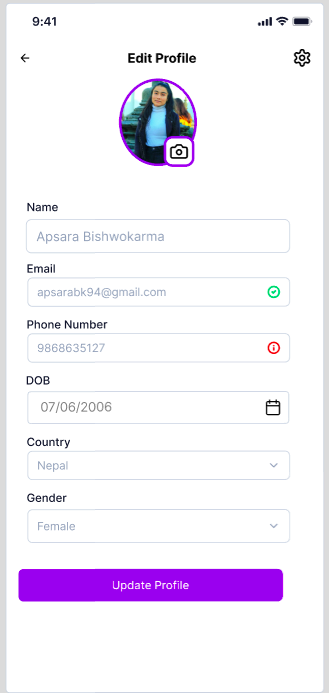 9:41
Edit Profile
Name
Apsara Bishwokarma
Email
apsarabk94@gmail.com
Phone Number
9868635127
DOB
07/06/2006
Country
Nepal
Gender
Female
Update Profile